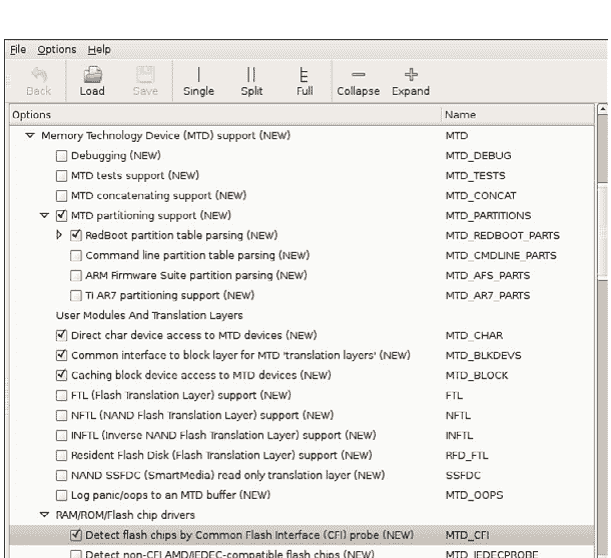 File Options Help
Back Load Save Single Split Full Collapse Expand
Options Name
Memory Technology Device (MTD) support (NEW) MTD
Debugging (NEW) MTD_DEBUG
MTD tests support (NEW) MTD_TESTS
MTD concatenating support (NEW) MTD_CONCAT
MTD partitioning support (NEW) MTD_PARTITIONS
RedBoot partition table parsing (NEW) MTD_REDBOOT_PARTS
Command line partition table parsing (NEW) MTD_CMDLINE_PARTS
ARM Firmware Suite partition parsing (NEW) MTD_AFS_PARTS
TI AR7 partitioning support (NEW) MTD_AR7_PARTS
User Modules And Translation Layers
Direct char device access to MTD devices (NEW) MTD_CHAR
Common interface to block layer for MTD 'translation layers' (NEW) MTD_BLKDEVS
Caching block device access to MTD devices (NEW) MTD_BLOCK
FTL (Flash Translation Layer) support (NEW) FTL
NFTL (NAND Flash Translation Layer) support (NEW) NFTL
INFTL (Inverse NAND Flash Translation Layer) support (NEW) INFTL
Resident Flash Disk (Flash Translation Layer) support (NEW) RFD_FTL
NAND SSFDC (SmartMedia) read only translation layer (NEW) SSFDC
Log panic/oops to an MTD buffer (NEW) MTD_OOPS
RAM/ROM/Flash chip drivers
Detect flash chips by Common Flash Interface (CFI) probe (NEW) MTD_CFI
Detect non-CFI AMD/JEDEC-compatible flash chips (NEW) MTD_JEDECPROBE